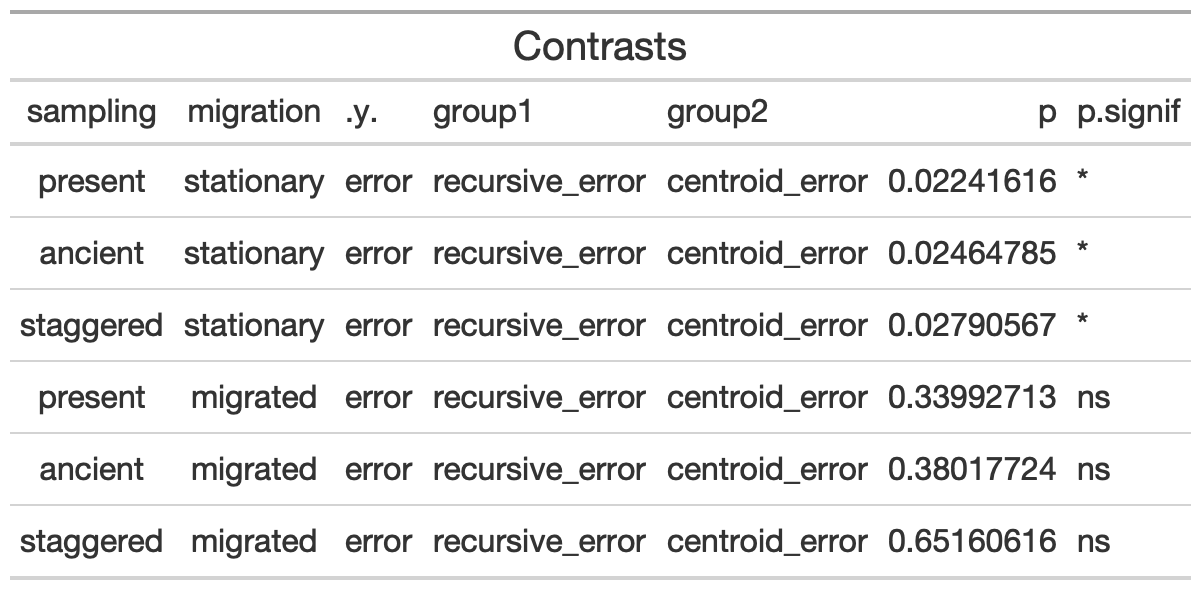 Contrasts
sampling migration .y. group1 group2 p p.signif
present stationary error recursive_error centroid_error 0.02241616 *
ancient stationary error recursive_error centroid_error 0.02464785 *
staggered stationary error recursive_error centroid_error 0.02790567 *
present migrated error recursive_error centroid_error 0.33992713 ns
ancient migrated error recursive_error centroid_error 0.38017724 ns
staggered migrated error recursive_error centroid_error 0.65160616 ns